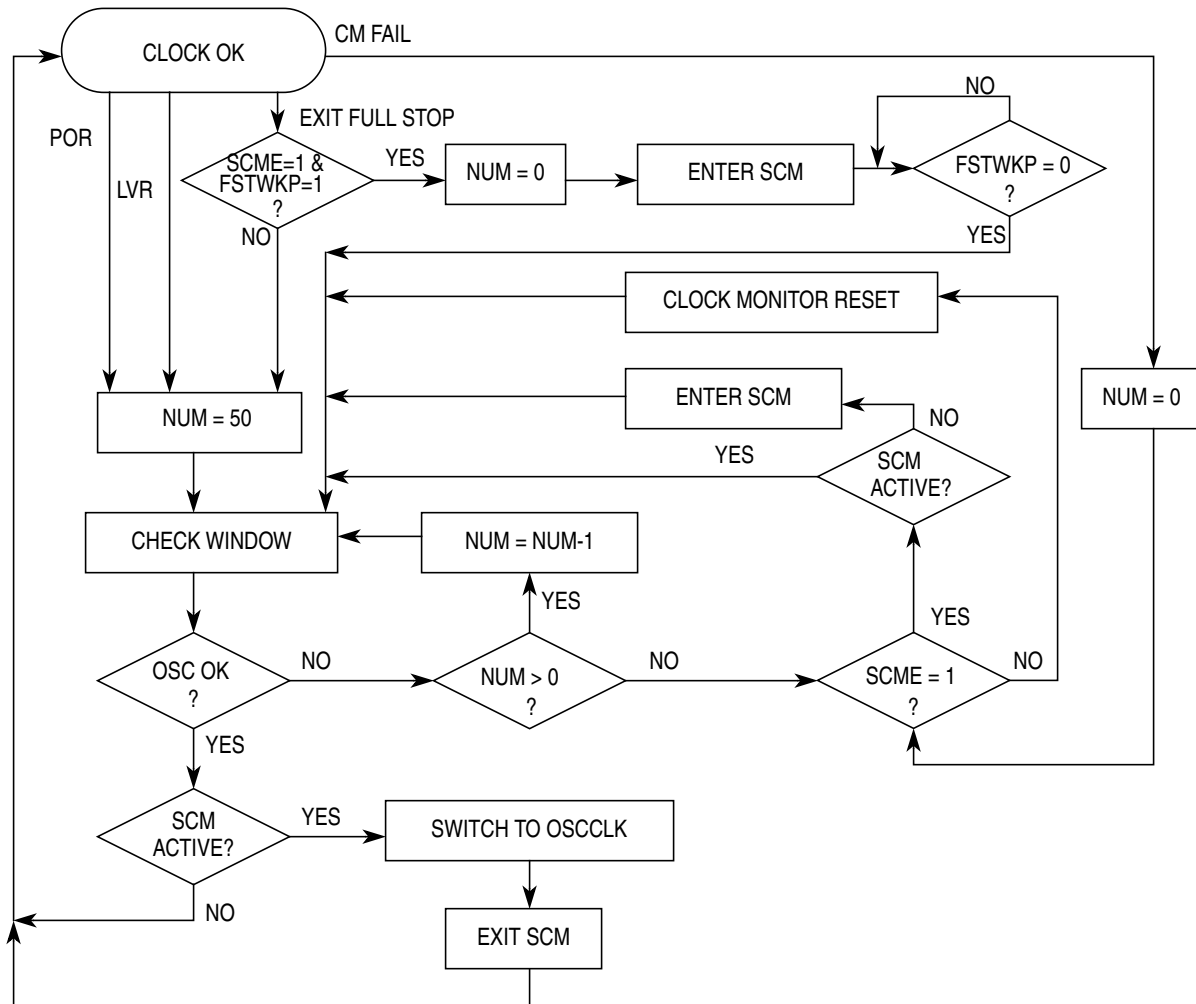 CLOCK OK
CM FAIL
POR
LVR
EXIT FULL STOP
SCME=1 &
FSTWKP=1
?
YES
NO
NUM = 0
ENTER SCM
NO
FSTWKP = 0
?
YES
CLOCK MONITOR RESET
ENTER SCM
NUM = 0
NUM = 50
NO
YES
SCM
ACTIVE?
CHECK WINDOW
NUM = NUM-1
YES
YES
OSC OK
?
NO
NUM > 0
?
NO
SCME = 1
?
NO
YES
SCM
ACTIVE?
YES
SWITCH TO OSCCLK
NO
EXIT SCM